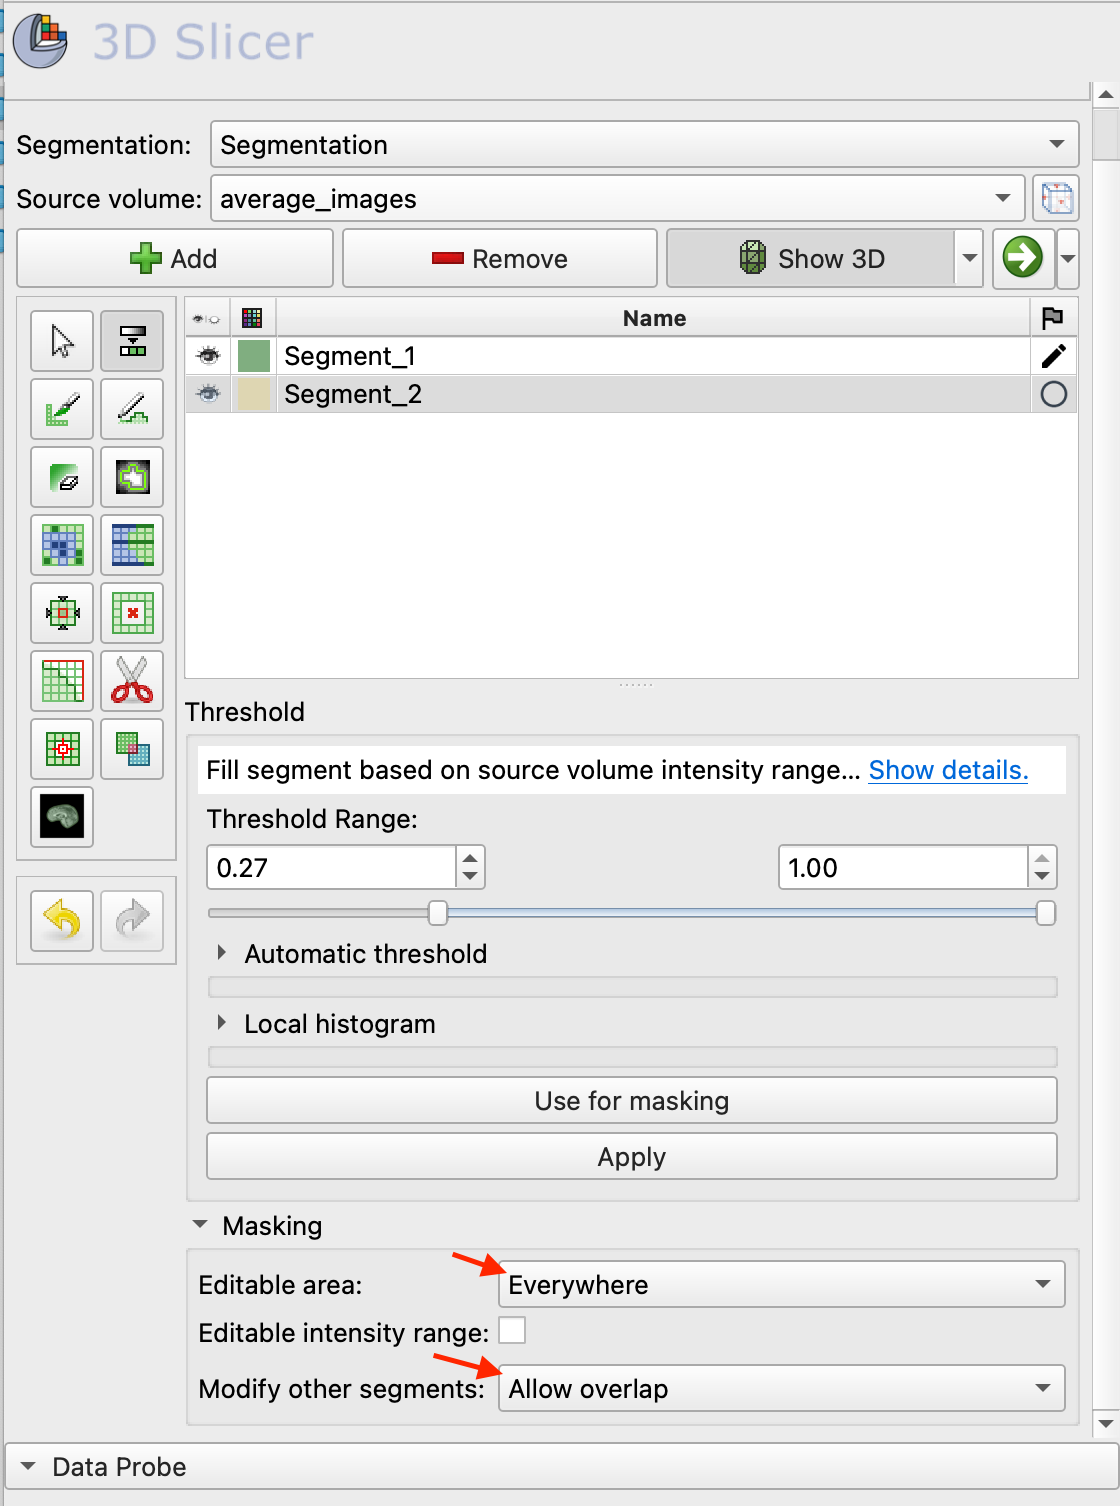 3D Slicer
Segmentation: Segmentation
Source volume: average_images
Add Remove Show 3D
Name
Segment_1
Segment_2
Threshold
Fill segment based on source volume intensity range... Show details.
Threshold Range:
0.27 1.00
Automatic threshold
Local histogram
Use for masking
Apply
Masking
Editable area: Everywhere
Editable intensity range:
Modify other segments: Allow overlap
Data Probe